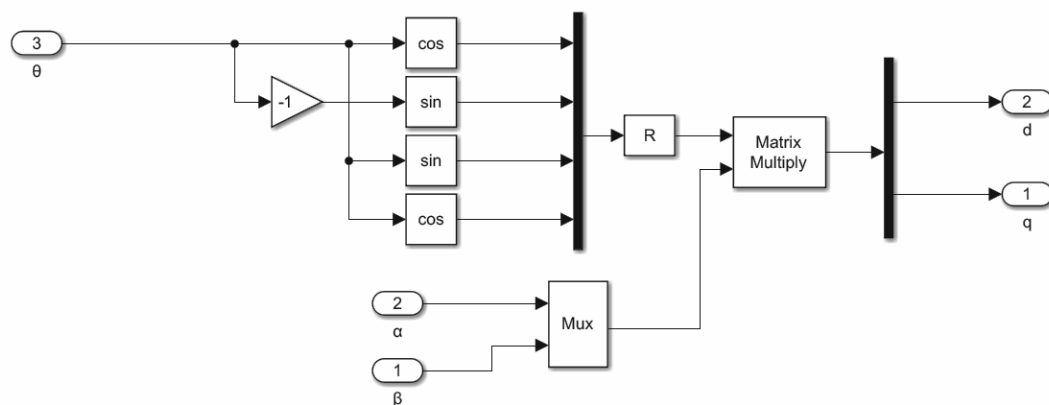 3
θ
-1
cos
sin
sin
cos
R
Matrix
Multiply
2
d
1
q
2
α
Mux
1
β